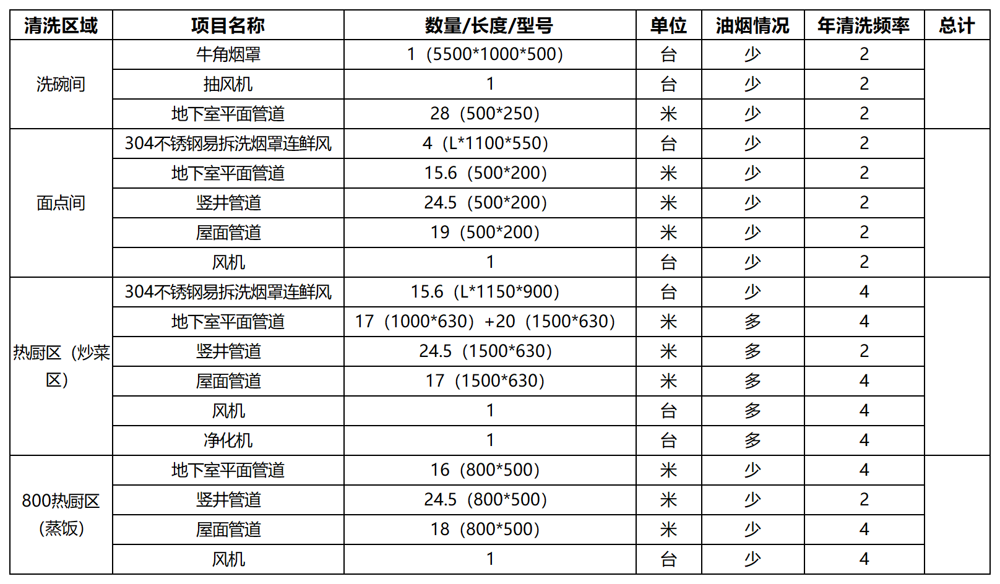 清洗区域 项目名称 数量/长度/型号 单位 油烟情况 年清洗频率 总计
洗碗间 牛角烟罩 1（5500*1000*500） 台 少 2
抽风机 1 台 少 2
地下室平面管道 28（500*250） 米 少 2
面点间 304不锈钢易拆洗烟罩连鲜风 4（L*1100*550） 台 少 2
地下室平面管道 15.6（500*200） 米 少 2
竖井管道 24.5（500*200） 米 少 2
屋面管道 19（500*200） 米 少 2
风机 1 台 少 2
热厨区（炒菜区） 304不锈钢易拆洗烟罩连鲜风 15.6（L*1150*900） 台 少 4
地下室平面管道 17（1000*630）+20（1500*630） 米 多 4
竖井管道 24.5（1500*630） 米 多 2
屋面管道 17（1500*630） 米 多 4
风机 1 台 多 4
净化机 1 台 多 4
800热厨区（蒸饭） 地下室平面管道 16（800*500） 米 少 4
竖井管道 24.5（800*500） 米 少 2
屋面管道 18（800*500） 米 少 4
风机 1 台 少 4